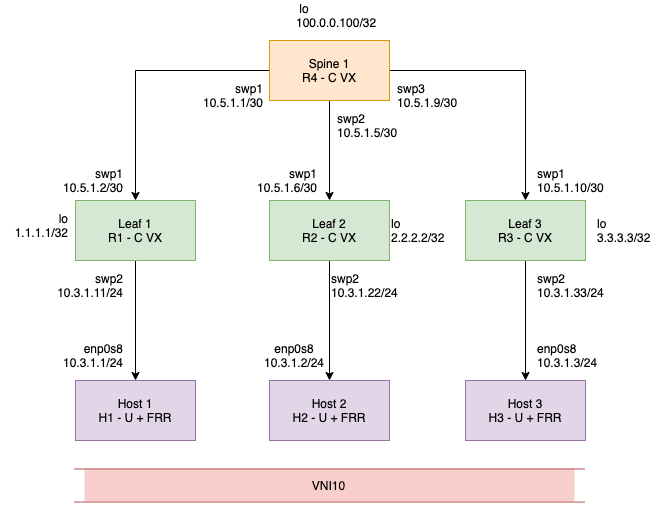 lo
100.0.0.100/32
Spine 1
R4 - C VX
swp1
10.5.1.1/30
swp3
10.5.1.9/30
swp2
10.5.1.5/30
swp1
10.5.1.2/30
swp1
10.5.1.6/30
swp1
10.5.1.10/30
lo
1.1.1.1/32
Leaf 1
R1 - C VX
Leaf 2
R2 - C VX
lo
2.2.2.2/32
Leaf 3
R3 - C VX
lo
3.3.3.3/32
swp2
10.3.1.11/24
swp2
10.3.1.22/24
swp2
10.3.1.33/24
enp0s8
10.3.1.1/24
enp0s8
10.3.1.2/24
enp0s8
10.3.1.3/24
Host 1
H1 - U + FRR
Host 2
H2 - U + FRR
Host 3
H3 - U + FRR
VNI10